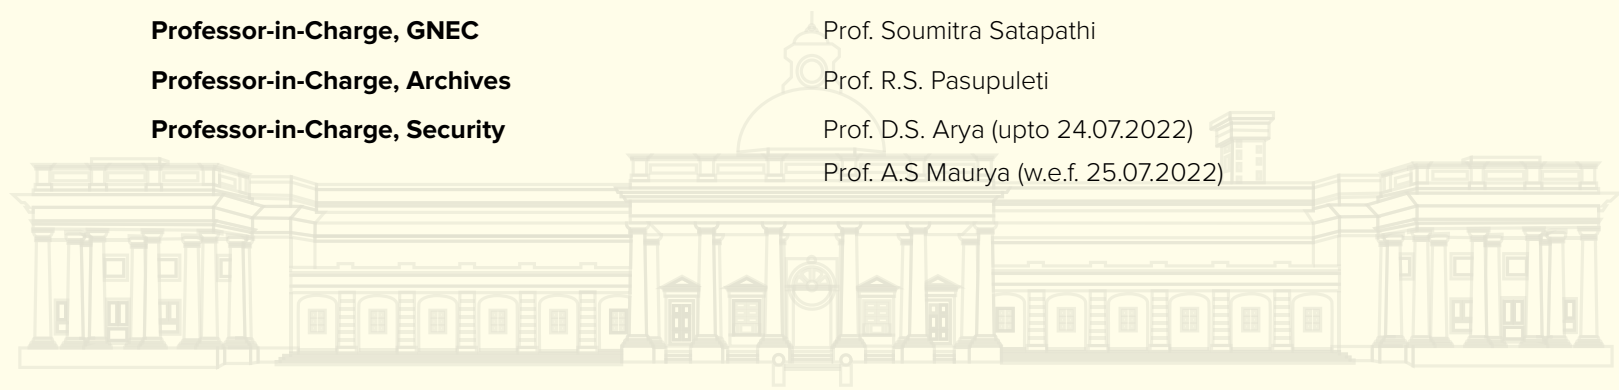 Professor-in-Charge, GNEC Prof. Soumitra Satapathi
Professor-in-Charge, Archives Prof. R.S. Pasupuleti
Professor-in-Charge, Security Prof. D.S. Arya (upto 24.07.2022)
Prof. A.S Maurya (w.e.f. 25.07.2022)